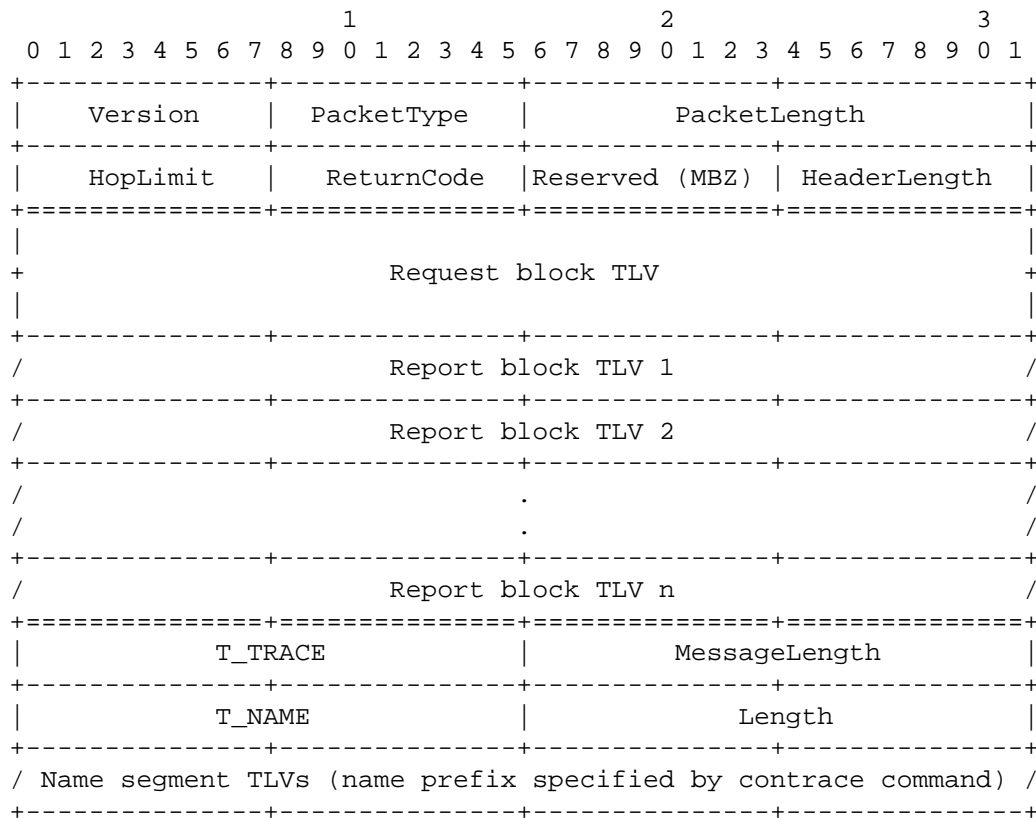 1                   2                   3
 0 1 2 3 4 5 6 7 8 9 0 1 2 3 4 5 6 7 8 9 0 1 2 3 4 5 6 7 8 9 0 1
+---------------+---------------+---------------+---------------+
|    Version    |  PacketType   |         PacketLength          |
+---------------+---------------+---------------+---------------+
|    HopLimit   |   ReturnCode  |Reserved (MBZ) | HeaderLength  |
+===============+===============+===============+===============+
|                                                               |
+                       Request block TLV                       +
|                                                               |
+---------------+---------------+---------------+---------------+
/                       Report block TLV 1                      /
+---------------+---------------+---------------+---------------+
/                       Report block TLV 2                      /
+---------------+---------------+---------------+---------------+
/                               .                               /
/                               .                               /
+---------------+---------------+---------------+---------------+
/                       Report block TLV n                      /
+===============+===============+===============+===============+
|            T_TRACE            |         MessageLength         |
+---------------+---------------+---------------+---------------+
|            T_NAME             |             Length            |
+---------------+---------------+---------------+---------------+
/ Name segment TLVs (name prefix specified by contrace command) /
+---------------+---------------+---------------+---------------+